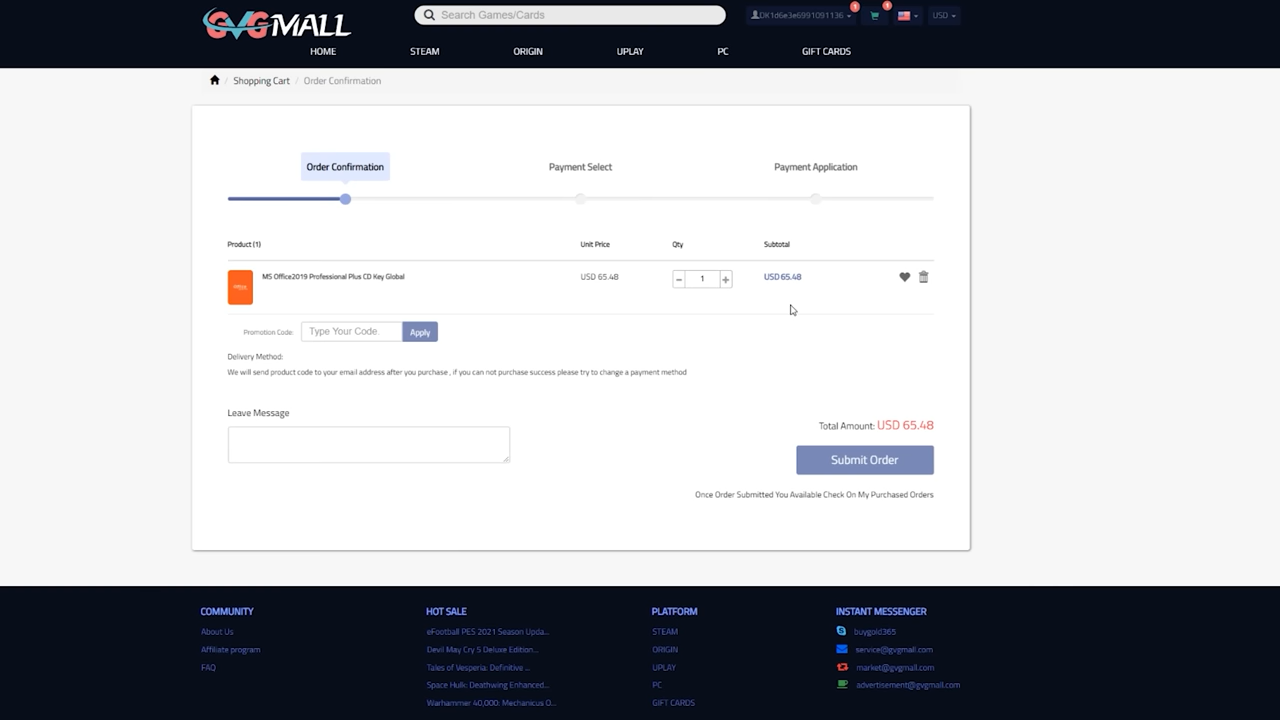 GVGMALL
Search Games/Cards
DK1d6e3e6991091136
USD
HOME STEAM ORIGIN UPLAY PC GIFT CARDS
/ Shopping Cart / Order Confirmation
Order Confirmation Payment Select Payment Application
Product (1) Unit Price Qty Subtotal
MS Office2019 Professional Plus CD Key Global USD 65.48 - 1 + USD 65.48
Promotion Code: Type Your Code. Apply
Delivery Method:
We will send product code to your email address after you purchase , if you can not purchase success please try to change a payment method
Leave Message
Total Amount: USD 65.48
Submit Order
Once Order Submitted You Available Check On My Purchased Orders
COMMUNITY HOT SALE PLATFORM INSTANT MESSENGER
About Us eFootball PES 2021 Season Upda... STEAM buygold365
Affiliate program Devil May Cry 5 Deluxe Edition... ORIGIN service@gvgmall.com
FAQ Tales of Vesperia: Definitive ... UPLAY market@gvgmall.com
Space Hulk: Deathwing Enhanced... PC advertisement@gvgmall.com
Warhammer 40,000: Mechanicus O... GIFT CARDS